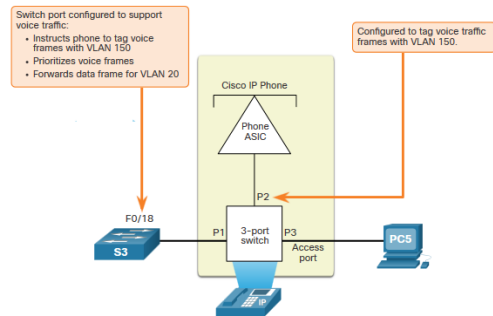 Switch port configured to support
voice traffic:
• Instructs phone to tag voice
frames with VLAN 150
• Prioritizes voice frames
• Forwards data frame for VLAN 20
Configured to tag voice traffic
frames with VLAN 150.
Cisco IP Phone
Phone
ASIC
P2
F0/18
P1
3-port
switch
P3
Access
port
S3
PC5
IP